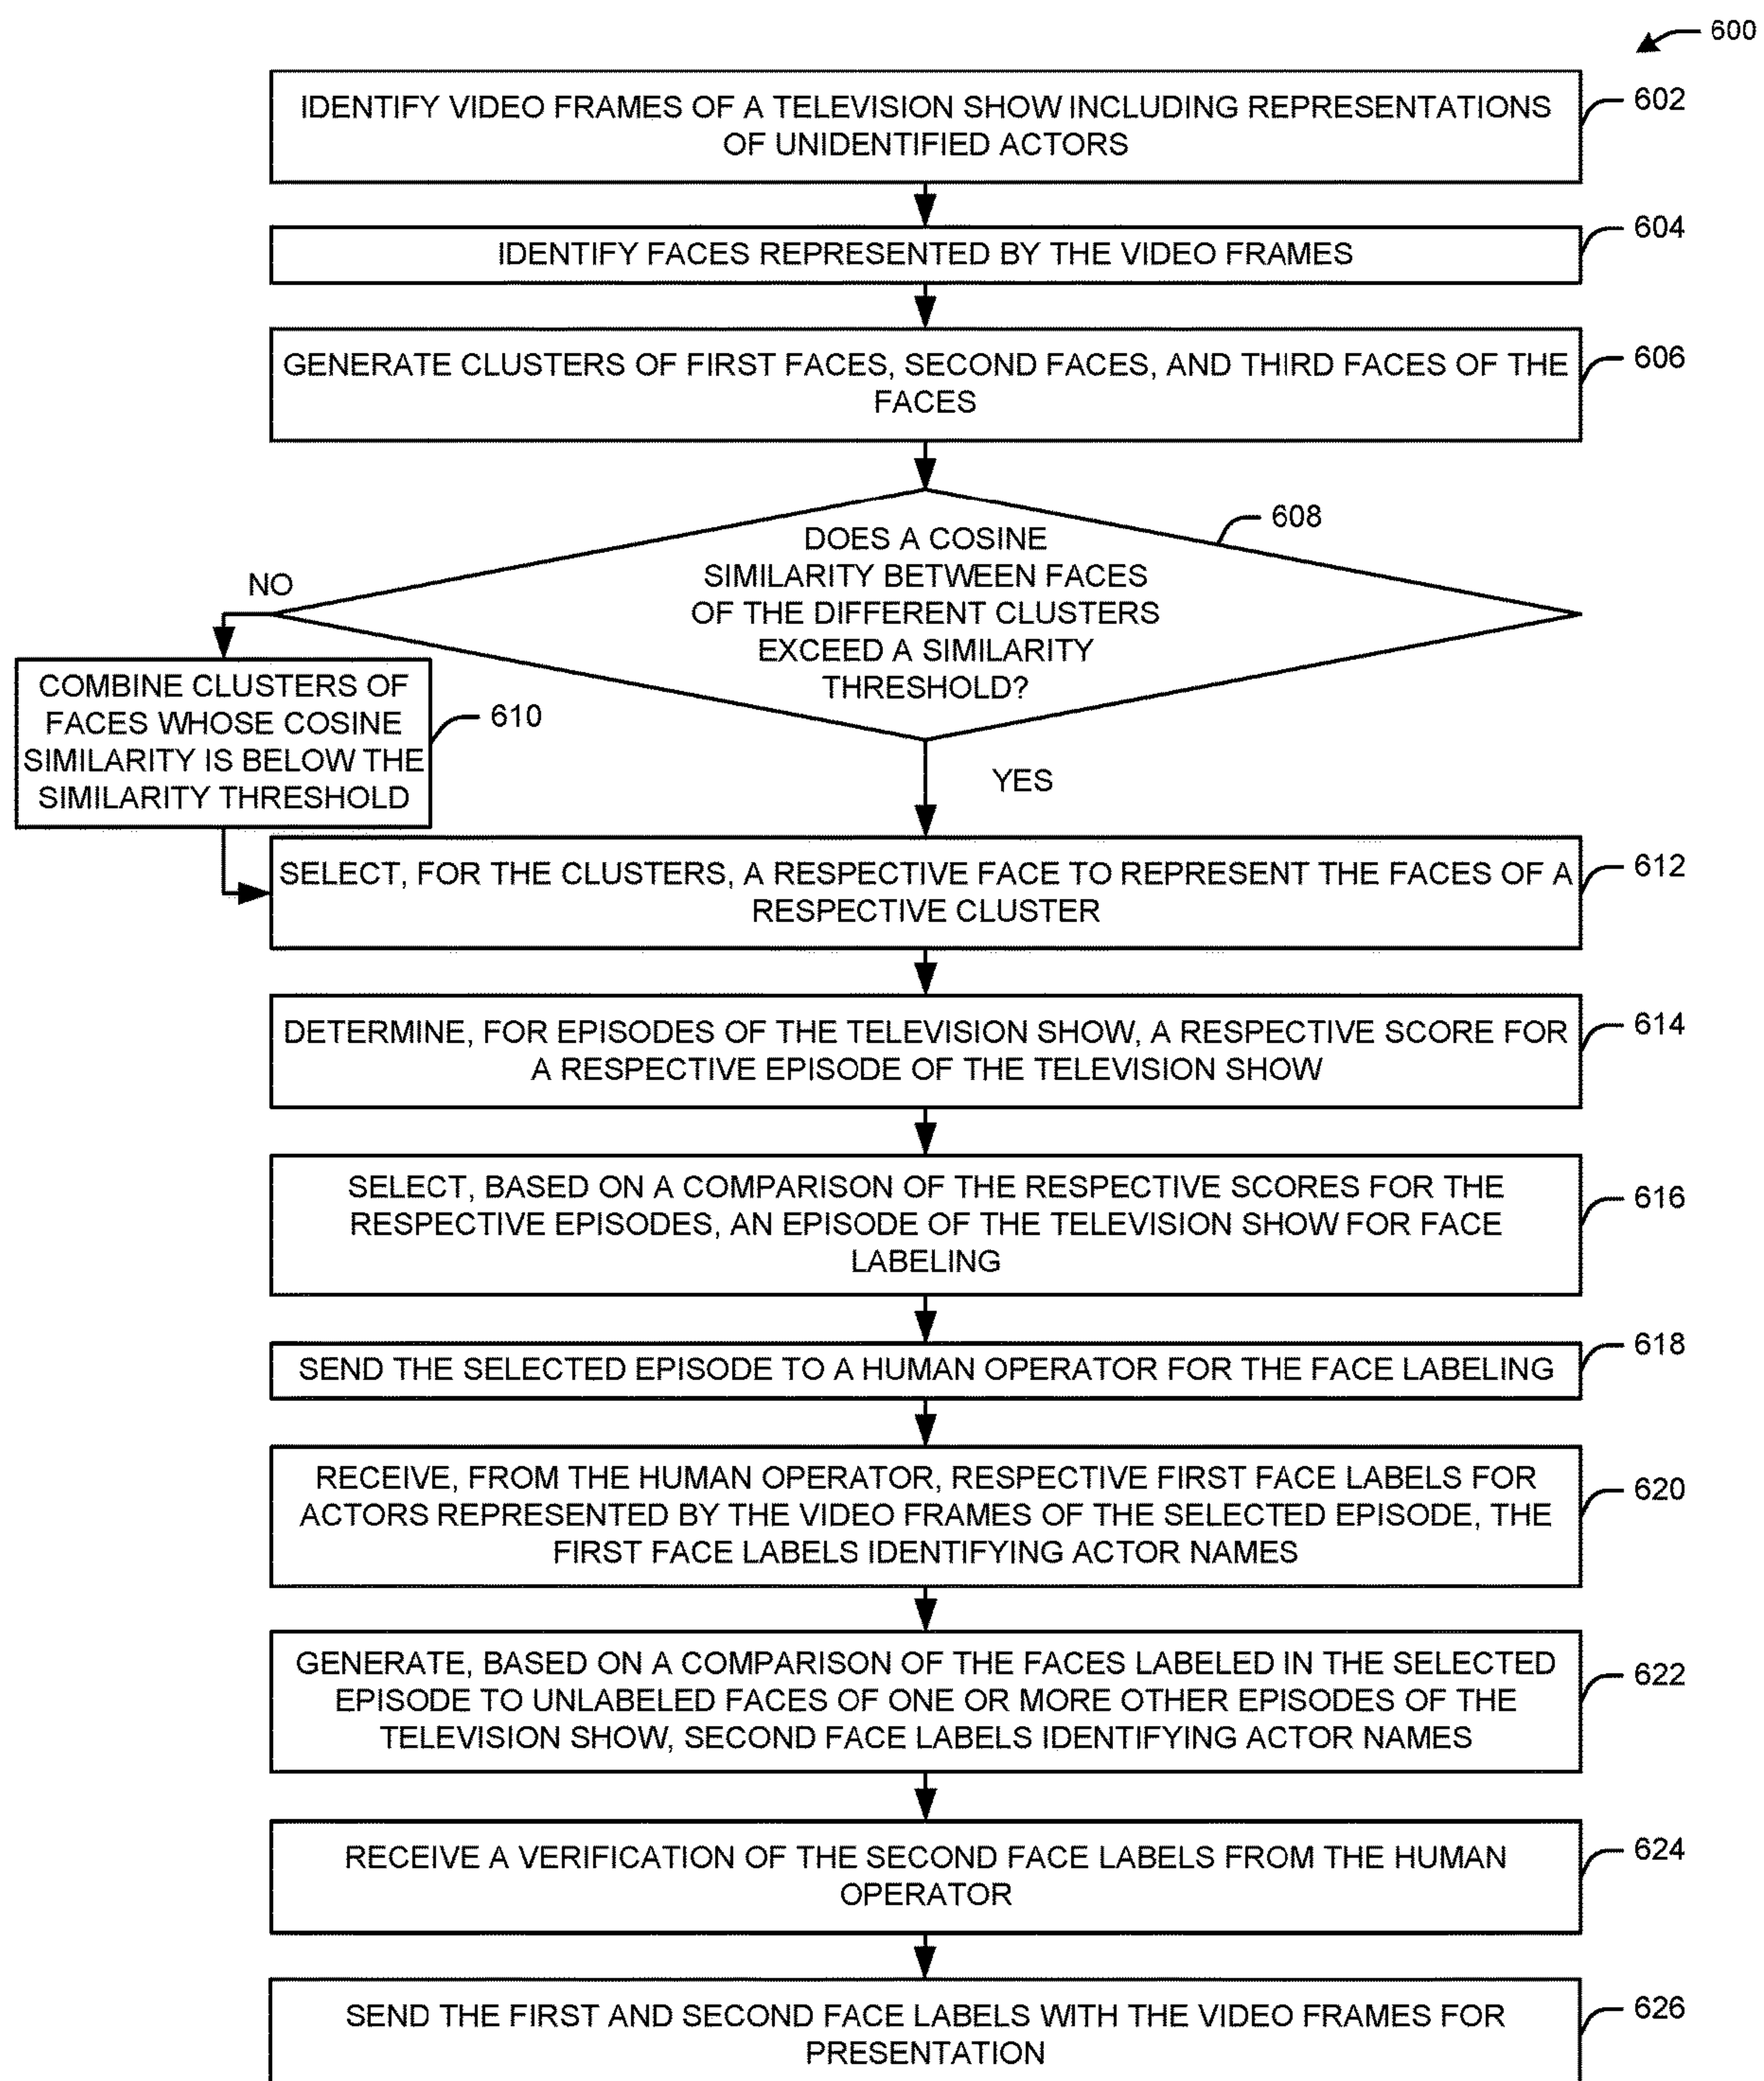 600
IDENTIFY VIDEO FRAMES OF A TELEVISION SHOW INCLUDING REPRESENTATIONS
OF UNIDENTIFIED ACTORS
602
IDENTIFY FACES REPRESENTED BY THE VIDEO FRAMES
604
GENERATE CLUSTERS OF FIRST FACES, SECOND FACES, AND THIRD FACES OF THE
FACES
606
DOES A COSINE
SIMILARITY BETWEEN FACES
OF THE DIFFERENT CLUSTERS
EXCEED A SIMILARITY
THRESHOLD?
608
NO
COMBINE CLUSTERS OF
FACES WHOSE COSINE
SIMILARITY IS BELOW THE
SIMILARITY THRESHOLD
610
YES
SELECT, FOR THE CLUSTERS, A RESPECTIVE FACE TO REPRESENT THE FACES OF A
RESPECTIVE CLUSTER
612
DETERMINE, FOR EPISODES OF THE TELEVISION SHOW, A RESPECTIVE SCORE FOR
A RESPECTIVE EPISODE OF THE TELEVISION SHOW
614
SELECT, BASED ON A COMPARISON OF THE RESPECTIVE SCORES FOR THE
RESPECTIVE EPISODES, AN EPISODE OF THE TELEVISION SHOW FOR FACE
LABELING
616
SEND THE SELECTED EPISODE TO A HUMAN OPERATOR FOR THE FACE LABELING
618
RECEIVE, FROM THE HUMAN OPERATOR, RESPECTIVE FIRST FACE LABELS FOR
ACTORS REPRESENTED BY THE VIDEO FRAMES OF THE SELECTED EPISODE, THE
FIRST FACE LABELS IDENTIFYING ACTOR NAMES
620
GENERATE, BASED ON A COMPARISON OF THE FACES LABELED IN THE SELECTED
EPISODE TO UNLABELED FACES OF ONE OR MORE OTHER EPISODES OF THE
TELEVISION SHOW, SECOND FACE LABELS IDENTIFYING ACTOR NAMES
622
RECEIVE A VERIFICATION OF THE SECOND FACE LABELS FROM THE HUMAN
OPERATOR
624
SEND THE FIRST AND SECOND FACE LABELS WITH THE VIDEO FRAMES FOR
PRESENTATION
626